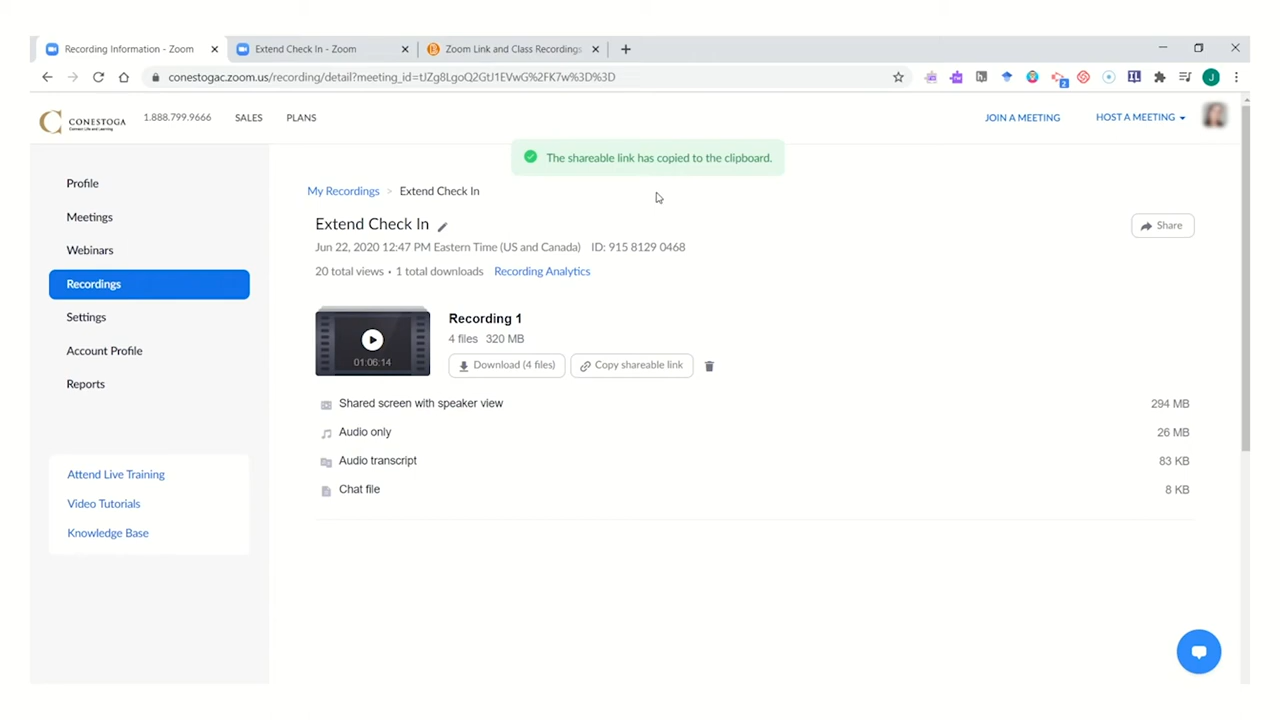 Recording Information - Zoom
Extend Check In - Zoom
Zoom Link and Class Recordings
conestogac.zoom.us/recording/detail?meeting_id=tJZg8LgoQ2GtJ1EVwG%2FK7w%3D%3D
2
IL
J
C CONESTOGA
Connect Life and Learning
1.888.799.9666
SALES
PLANS
JOIN A MEETING
HOST A MEETING
The shareable link has copied to the clipboard.
Profile
Meetings
Webinars
Recordings
Settings
Account Profile
Reports
Attend Live Training
Video Tutorials
Knowledge Base
My Recordings > Extend Check In
Extend Check In
Share
Jun 22, 2020 12:47 PM Eastern Time (US and Canada) ID: 915 8129 0468
20 total views • 1 total downloads Recording Analytics
01:06:14
Recording 1
4 files 320 MB
Download (4 files)
Copy shareable link
Shared screen with speaker view 294 MB
Audio only 26 MB
Audio transcript 83 KB
Chat file 8 KB